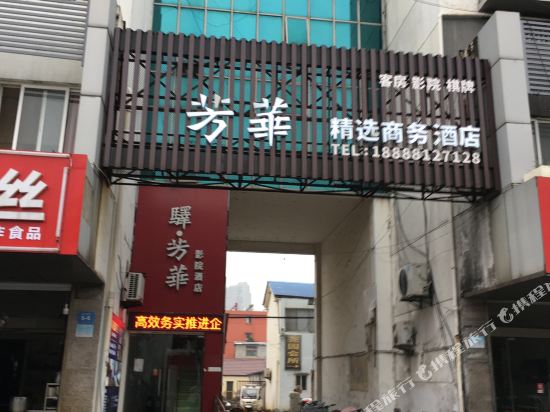 客房 影院 棋牌
芳華
精选商务酒店
TEL:18888127128
丝
食品
驛·芳華
影院酒店
高效务实推进企
携程旅行